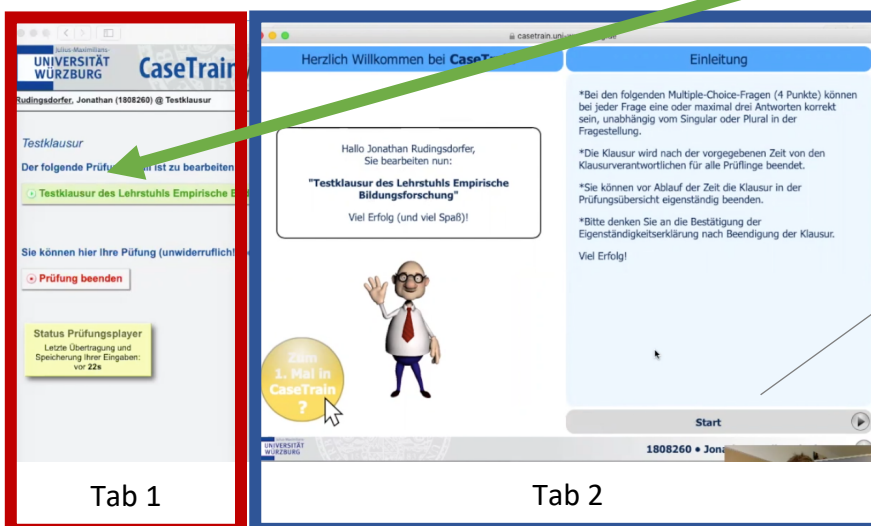 Julius-Maximilians-
UNIVERSITÄT
WÜRZBURG
CaseTrain
Rudingsdorfer, Jonathan (1808260) @ Testklausur
Testklausur
Der folgende ist zu bearbeiten
Testklausur des Lehrstuhls Empirische
Sie können hier Ihre Püfung (unwiderruflich!
Prüfung beenden
Status Prüfungsplayer
Letzte Übertragung und
Speicherung Ihrer Eingaben:
vor 22s
Tab 1
Herzlich Willkommen bei
Hallo Jonathan Rudingsdorfer,
Sie bearbeiten nun:
"Testklausur des Lehrstuhls Empirische
Bildungsforschung"
Viel Erfolg (und viel Spaß)!
Zum
1. Mal in
CaseTrain
?
UNIVERSITÄT
WÜRZBURG
Einleitung
*Bei den folgenden Multiple-Choice-Fragen (4 Punkte) können
bei jeder Frage eine oder maximal drei Antworten korrekt
sein, unabhängig vom Singular oder Plural in der
Fragestellung.
*Die Klausur wird nach der vorgegebenen Zeit von den
Klausurverantwortlichen für alle Prüflinge beendet.
*Sie können vor Ablauf der Zeit die Klausur in der
Prüfungsübersicht eigenständig beenden.
*Bitte denken Sie an die Bestätigung der
Eigenständigkeitserklärung nach Beendigung der Klausur.
Viel Erfolg!
Start
1808260 •
Tab 2